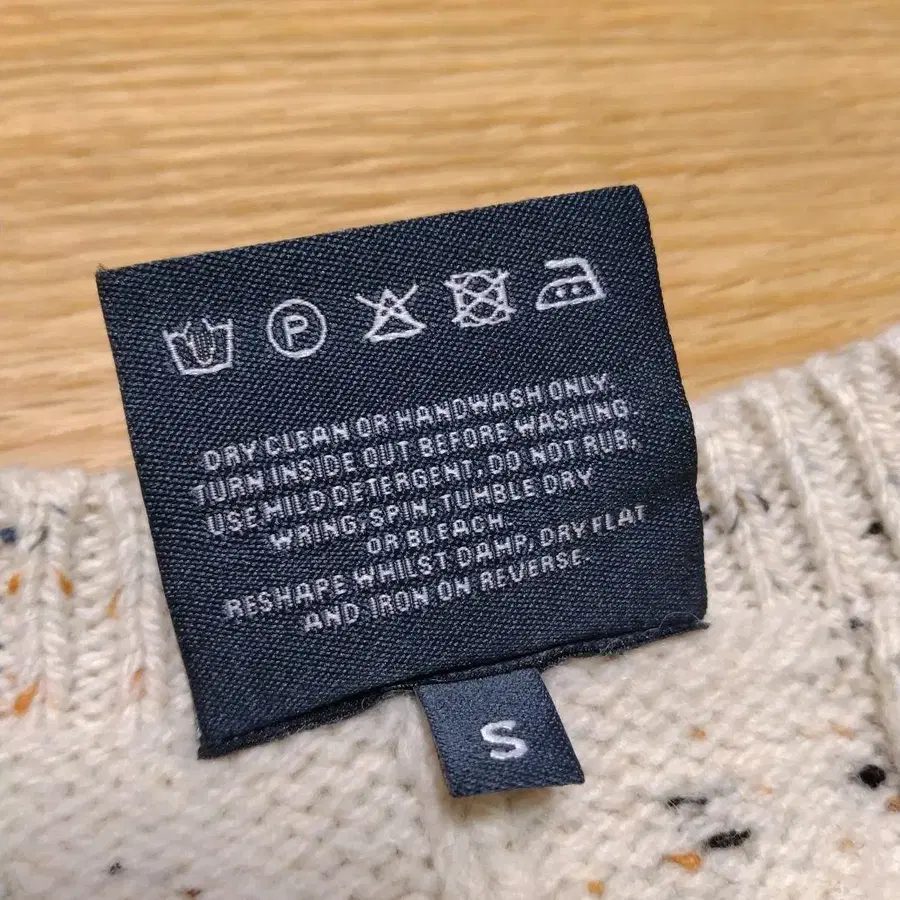 P
DRY CLEAN OR HANDWASH ONLY.
TURN INSIDE OUT BEFORE WASHING.
USE MILD DETERGENT, DO NOT RUB,
WRING, SPIN, TUMBLE DRY
OR BLEACH.
RESHAPE WHILST DAMP, DRY FLAT
AND IRON ON REVERSE.
S